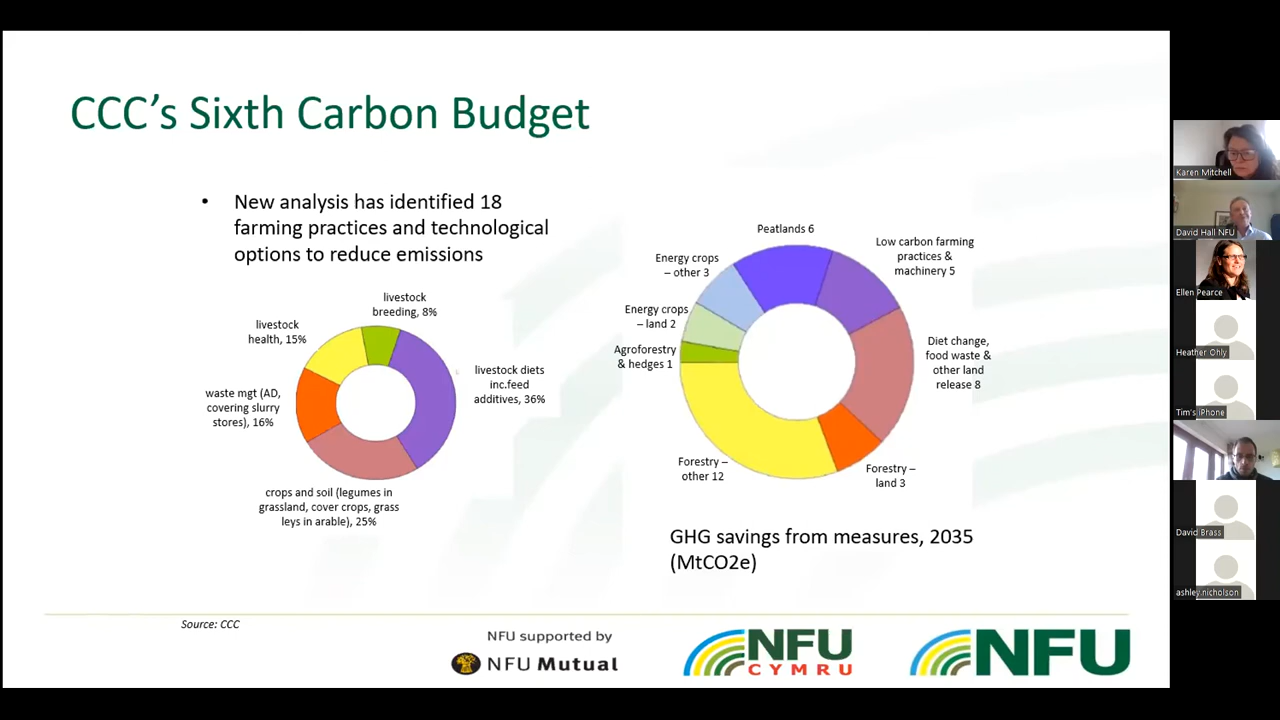 CCC's Sixth Carbon Budget
• New analysis has identified 18
farming practices and technological
options to reduce emissions
livestock
breeding, 8%
livestock
health, 15%
livestock diets
inc.feed
additives, 36%
waste mgt (AD,
covering slurry
stores), 16%
crops and soil (legumes in
grassland, cover crops, grass
leys in arable), 25%
Peatlands 6
Low carbon farming
practices &
machinery 5
Energy crops
– other 3
Energy crops
– land 2
Agroforestry
& hedges 1
Diet change,
food waste &
other land
release 8
Forestry –
other 12
Forestry –
land 3
GHG savings from measures, 2035
(MtCO2e)
Source: CCC
NFU supported by
NFU Mutual
NFU
CYMRU
NFU
Karen Mitchell
David Hall NFU
Ellen Pearce
Heather Ohly
Tim's iPhone
David Brass
ashley.nicholson